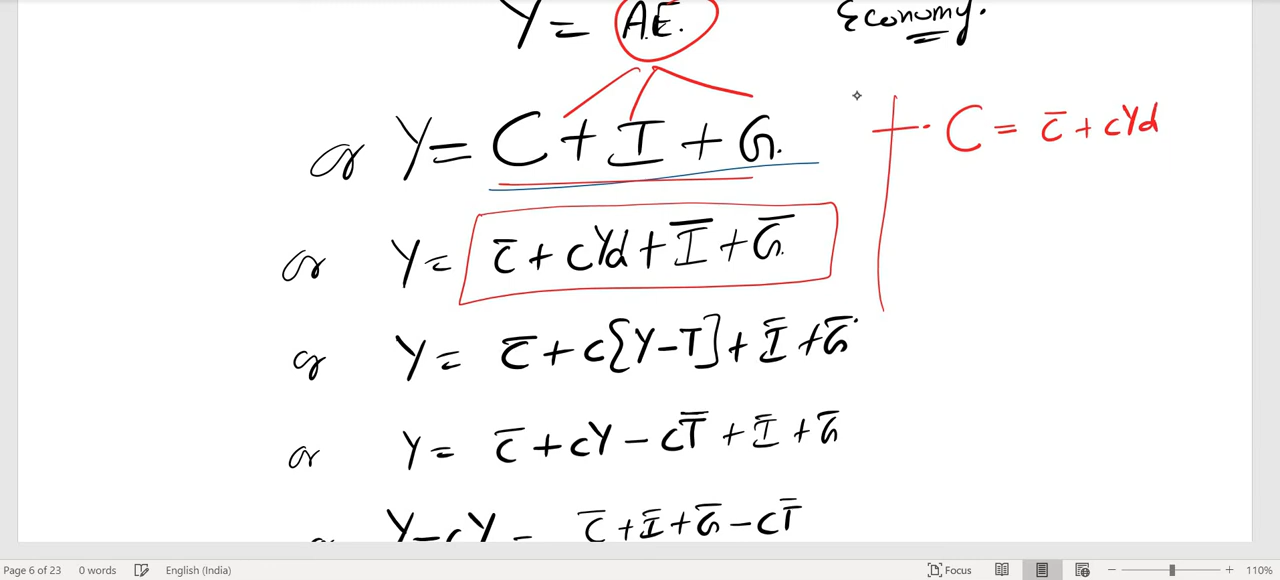 Y = A.E. Economy.
or Y = C + I + G. C = c̄ + cYd
or Y = c̄ + cYd + Ī + Ḡ.
or Y = c̄ + c{Y-T] + Ī + Ḡ
or Y = c̄ + cY - cT̄ + Ī + Ḡ
Y - cY = c̄ + Ī + Ḡ - cT̄
Page 6 of 23 0 words English (India) Focus 110%